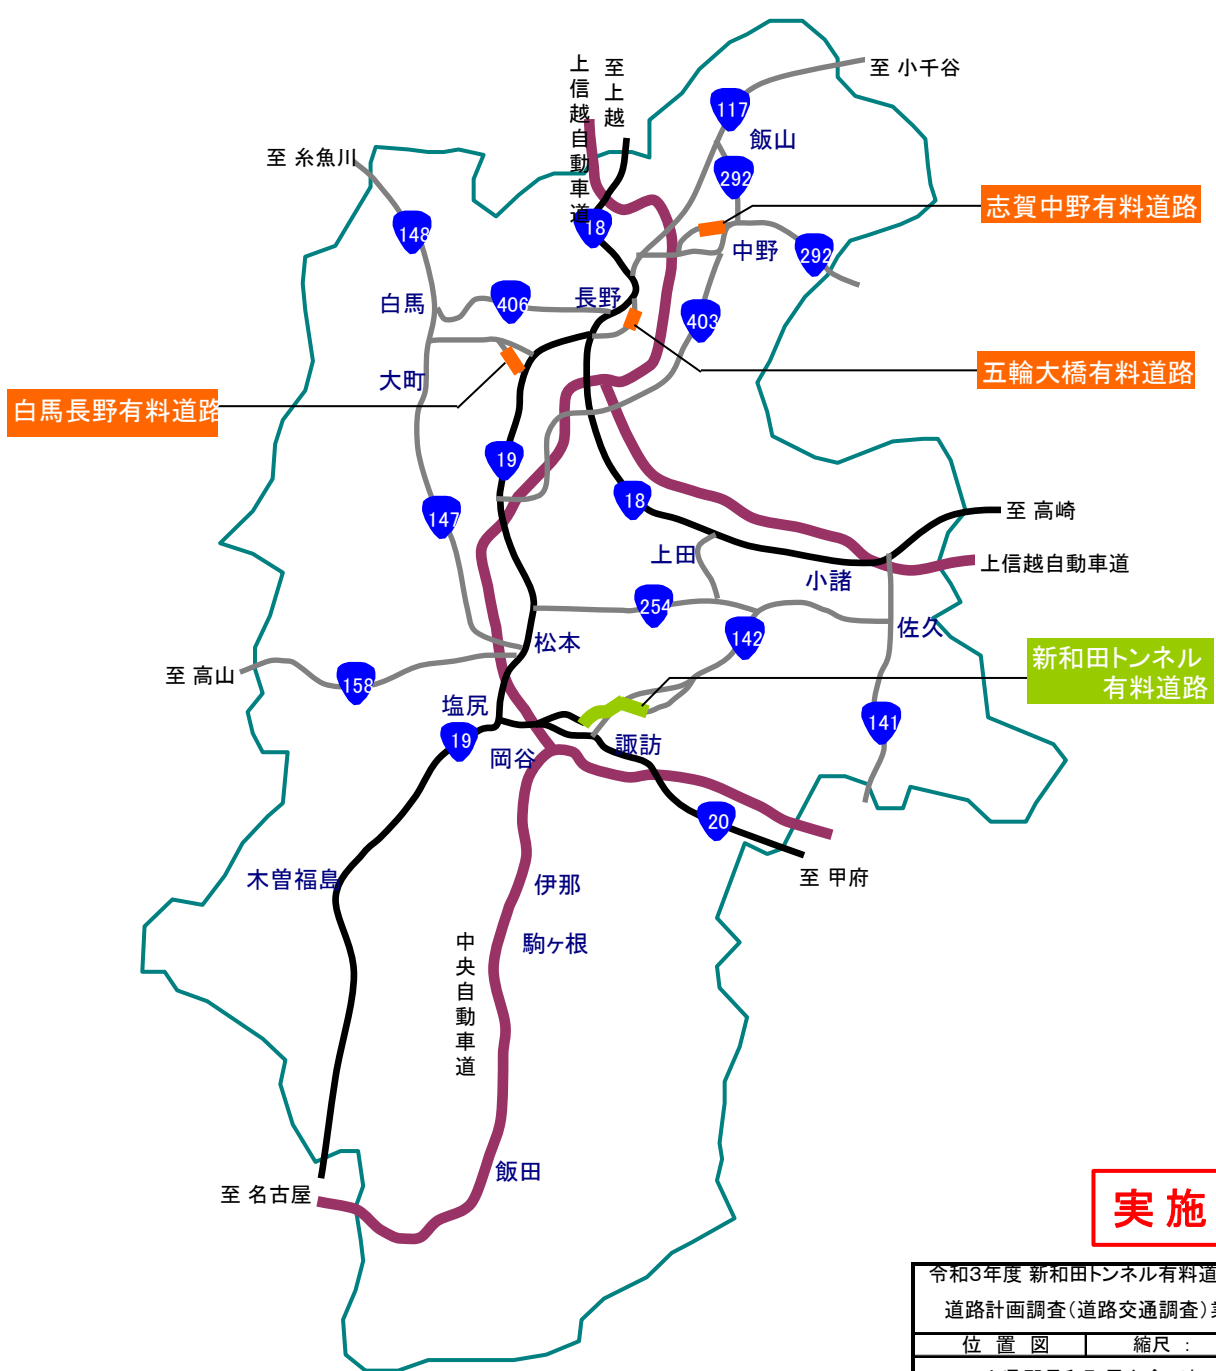 至 小千谷
上信越自動車道
至上越
117
飯山
至 糸魚川
292
志賀中野有料道路
18
148
中野
292
白馬
406
長野
403
五輪大橋有料道路
大町
白馬長野有料道路
19
18
至 高崎
147
上田
小諸
上信越自動車道
254
佐久
142
松本
新和田トンネル
有料道路
至 高山
158
塩尻
141
19
岡谷
諏訪
20
至 甲府
木曽福島
伊那
駒ヶ根
中央自動車道
飯田
至 名古屋
実 施
令和3年度 新和田トンネル有料道
道路計画調査(道路交通調査)
位 置 図
縮尺 :